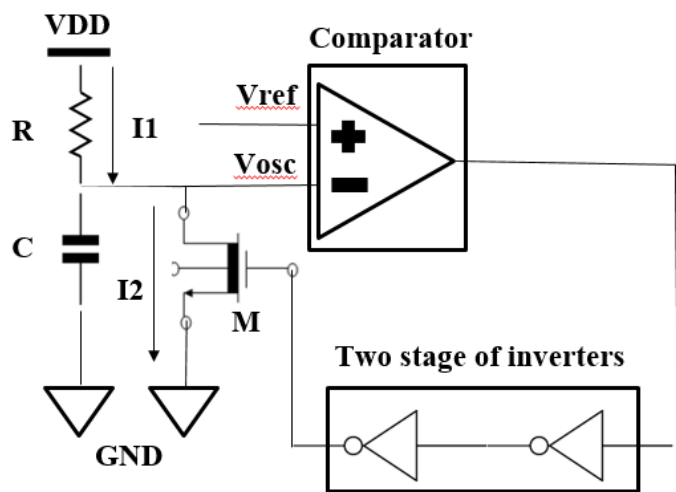 VDD
Comparator
R
I1
Vref
Vosc
C
I2
M
Two stage of inverters
GND